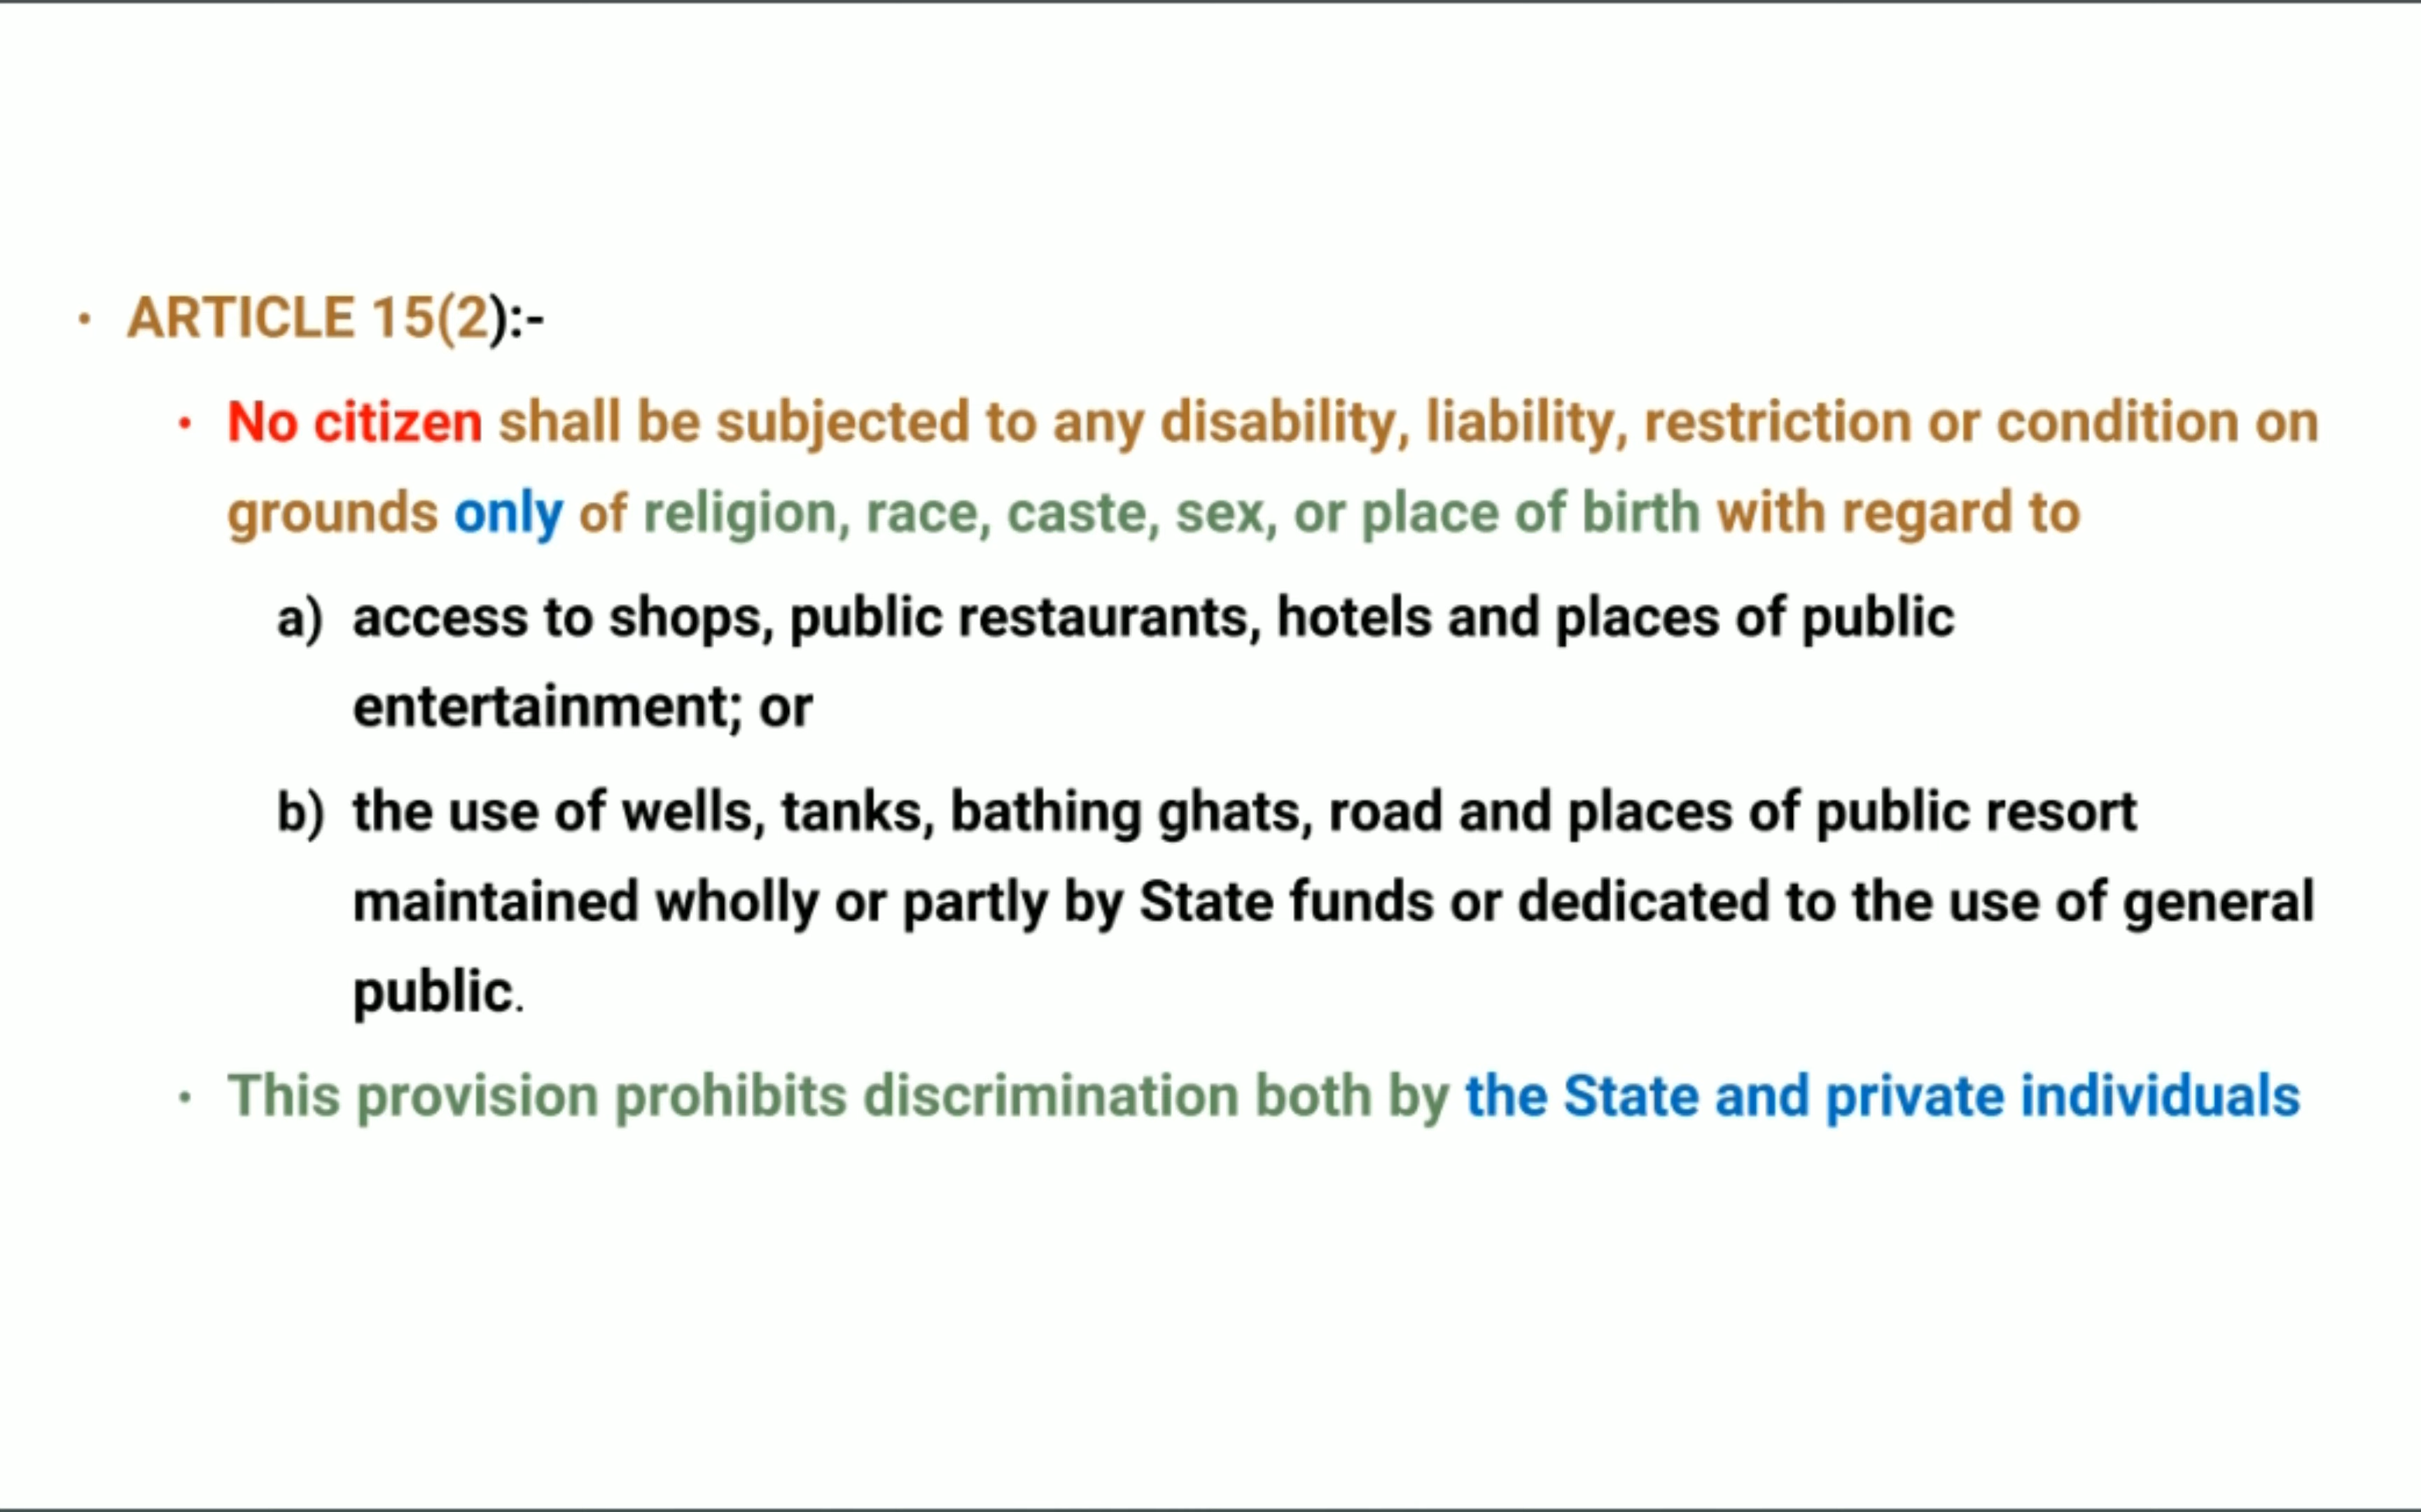 • ARTICLE 15(2):-
• No citizen shall be subjected to any disability, liability, restriction or condition on
grounds only of religion, race, caste, sex, or place of birth with regard to
a) access to shops, public restaurants, hotels and places of public
entertainment; or
b) the use of wells, tanks, bathing ghats, road and places of public resort
maintained wholly or partly by State funds or dedicated to the use of general
public.
• This provision prohibits discrimination both by the State and private individuals